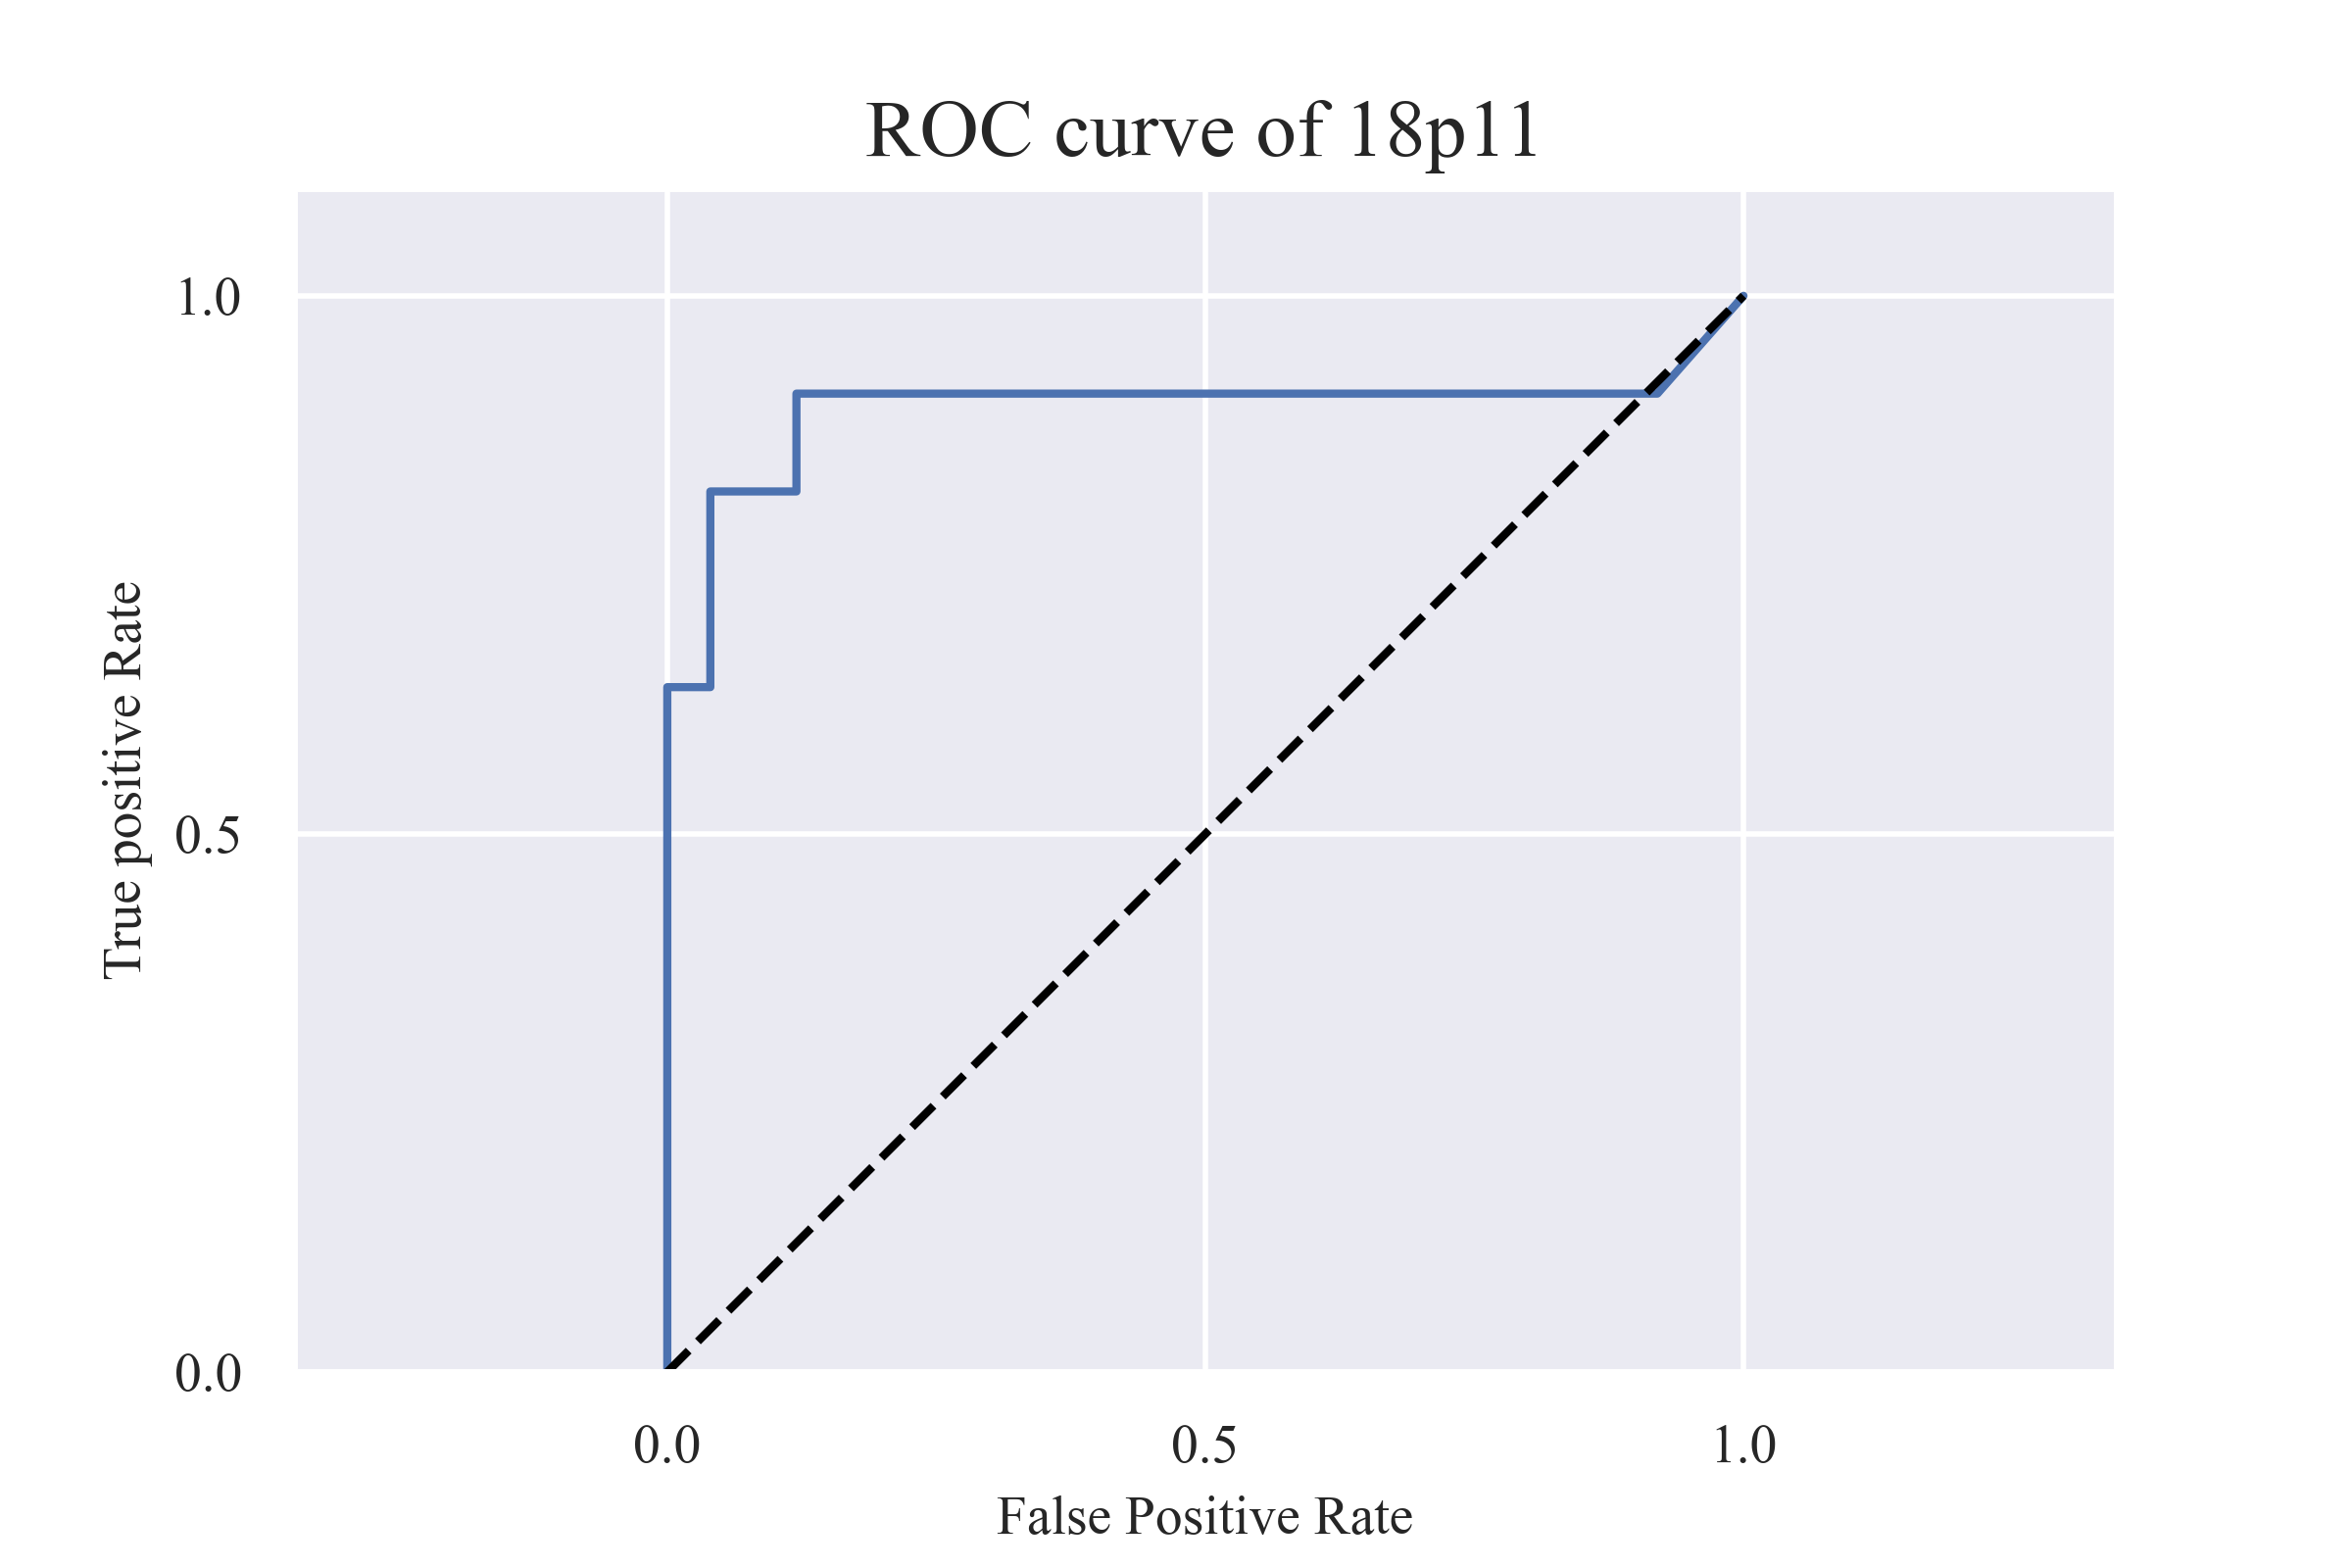 ROC curve of 18p11
1.0
0.5
0.0
True positive Rate
0.0 0.5 1.0
False Positive Rate